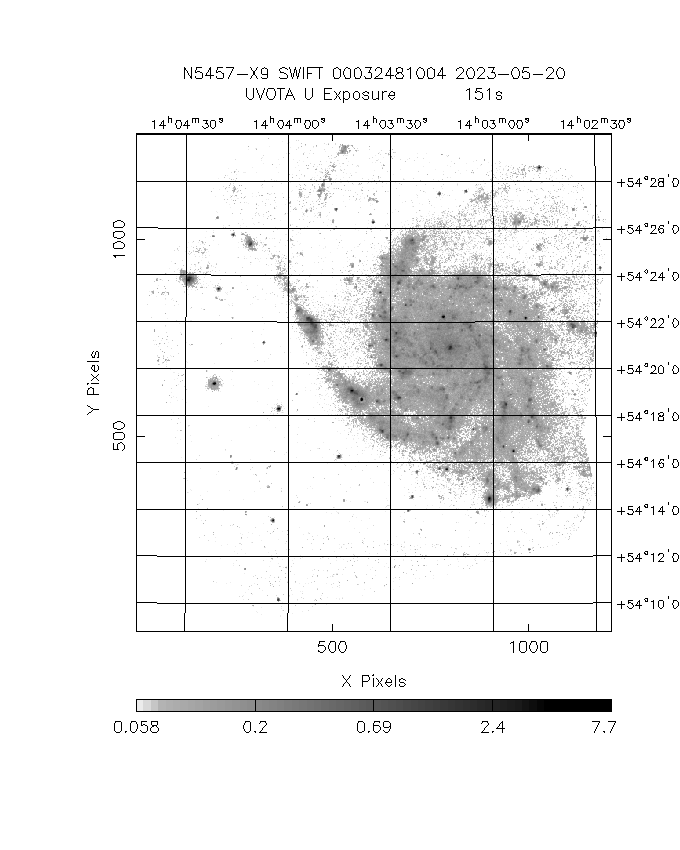 N5457-X9 SWIFT 00032481004 2023-05-20
UVOTA U Exposure 151s
14ʰ04ᵐ30ˢ 14ʰ04ᵐ00ˢ 14ʰ03ᵐ30ˢ 14ʰ03ᵐ00ˢ 14ʰ02ᵐ30ˢ
+54°28'0
+54°26'0
1000
+54°24'0
+54°22'0
Y Pixels
+54°20'0
+54°18'0
500
+54°16'0
+54°14'0
+54°12'0
+54°10'0
500 1000
X Pixels
0.058 0.2 0.69 2.4 7.7